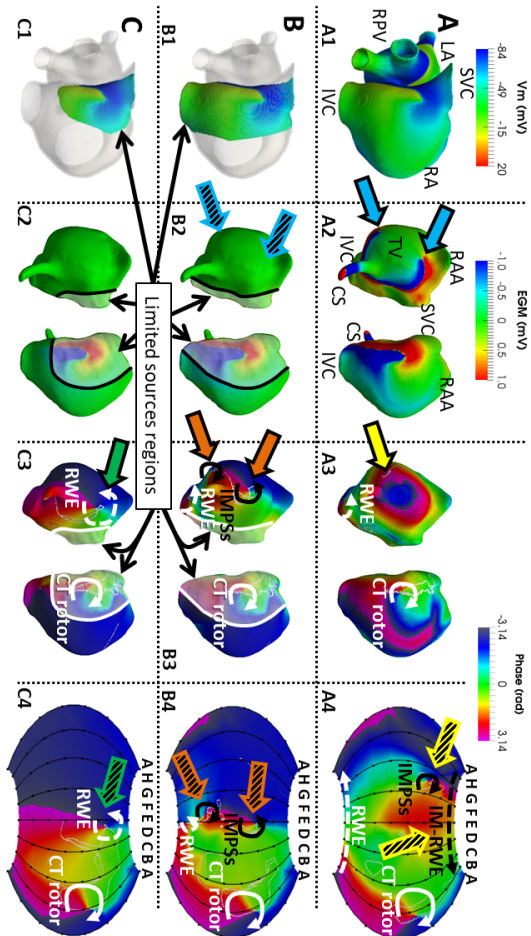 A
-84 -49 -15 20
Vm (mV)
-1.0 -0.5 0 0.5 1.0
EGM (mV)
-3.14 0 3.14
Phase (rad)
A1
A2
A3
A4
LA
SVC
RPV
RA
IVC
RAA
SVC
TV
IVC
CS
RAA
CS
IVC
RWE
CT rotor
A H G F E D C B A
IM-RWE
IMPSs
CT rotor
RWE
B
B1
B2
B3
B4
IMPSs
RWE
CT rotor
IMPSs
RWE
CT rotor
Limited sources regions
C
C1
C2
C3
C4
RWE
CT rotor
A H G F E D C B A
RWE
CT rotor